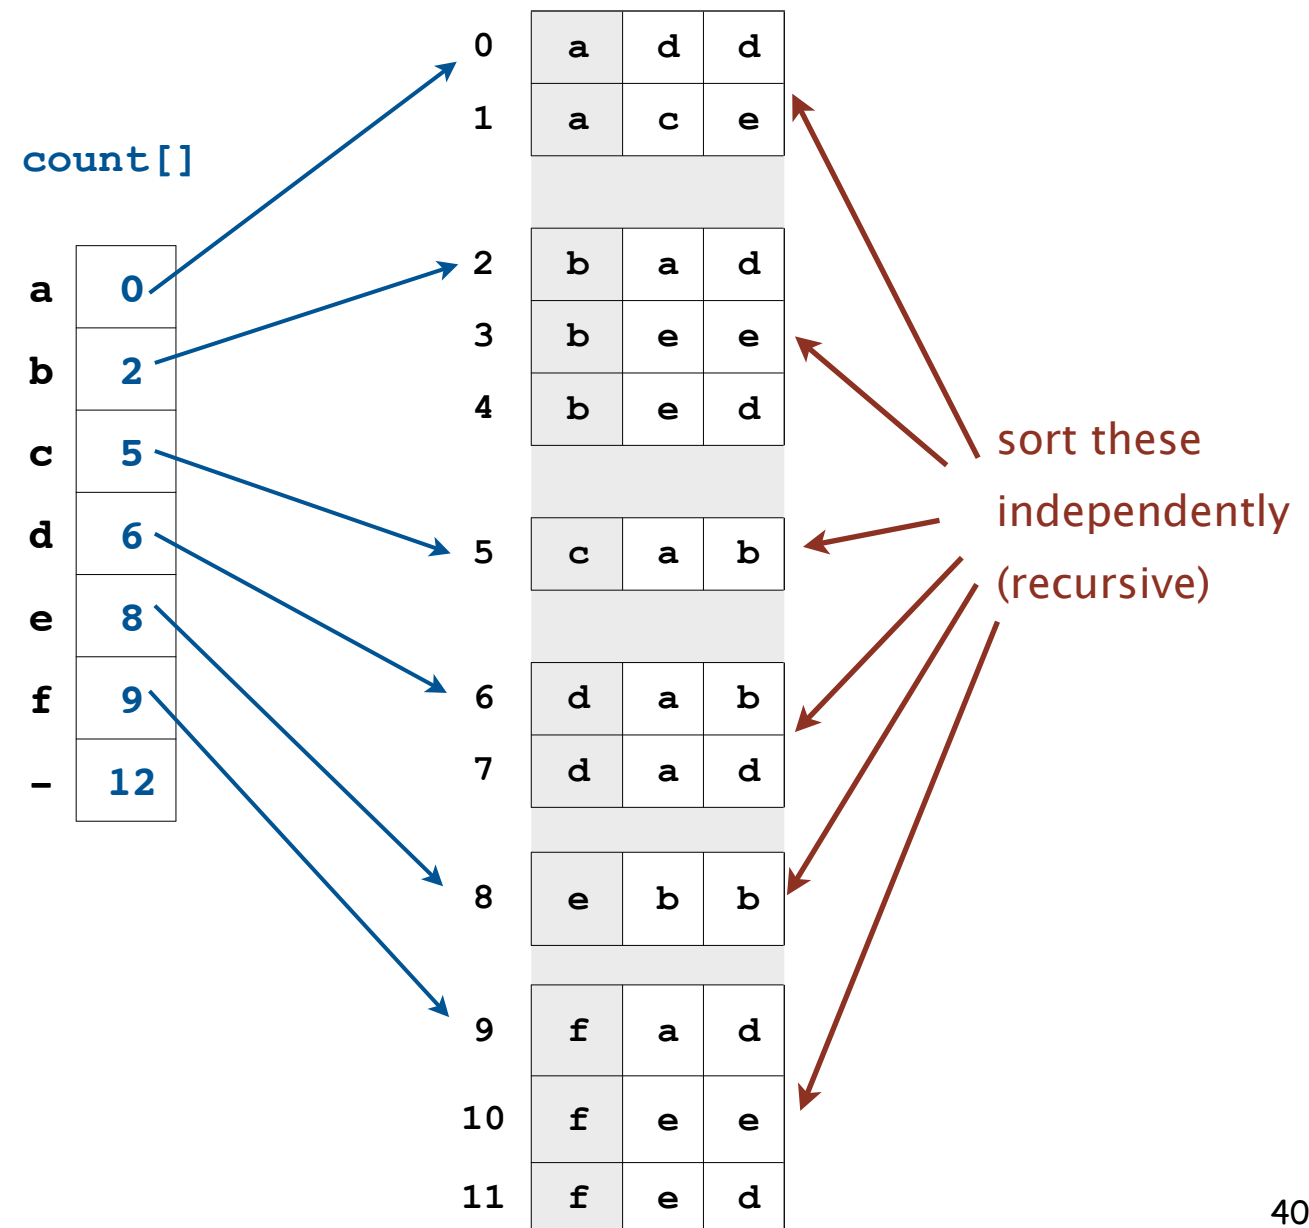 count[]
a 0
b 2
c 5
d 6
e 8
f 9
- 12
0 a d d
1 a c e
2 b a d
3 b e e
4 b e d
5 c a b
6 d a b
7 d a d
8 e b b
9 f a d
10 f e e
11 f e d
sort these
independently
(recursive)
40